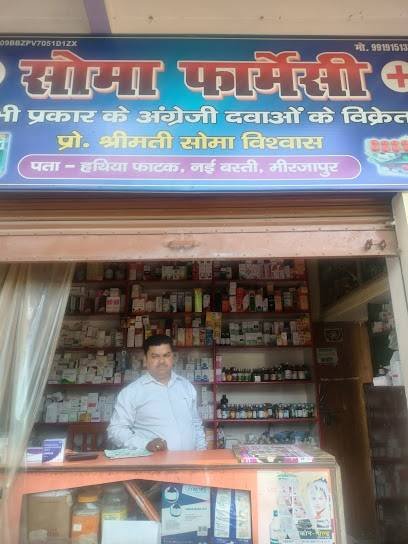 09BBZPV7051D1ZX
मो. 99191513
सोमा फार्मेसी
भी प्रकार के अंग्रेजी दवाओं के विक्रेत
प्रो. श्रीमती सोमा विश्वास
पता - हथिया फाटक, नई बस्ती, मीरजापुर